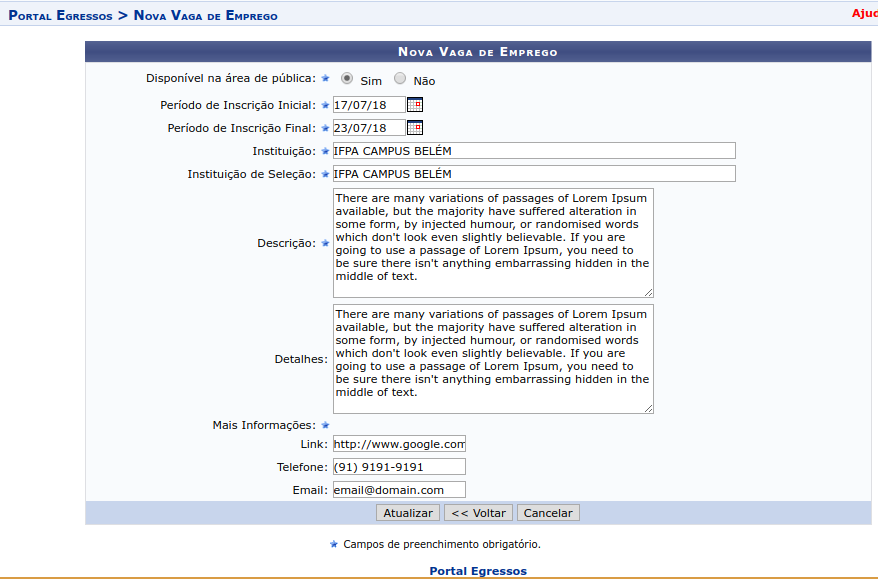 Portal Egressos > Nova Vaga de Emprego
Nova Vaga de Emprego
Disponível na área de pública: Sim Não
Período de Inscrição Inicial: 17/07/18
Período de Inscrição Final: 23/07/18
Instituição: IFPA CAMPUS BELÉM
Instituição de Seleção: IFPA CAMPUS BELÉM
Descrição:
There are many variations of passages of Lorem Ipsum
available, but the majority have suffered alteration in
some form, by injected humour, or randomised words
which don't look even slightly believable. If you are
going to use a passage of Lorem Ipsum, you need to
be sure there isn't anything embarrassing hidden in the
middle of text.
Detalhes:
There are many variations of passages of Lorem Ipsum
available, but the majority have suffered alteration in
some form, by injected humour, or randomised words
which don't look even slightly believable. If you are
going to use a passage of Lorem Ipsum, you need to
be sure there isn't anything embarrassing hidden in the
middle of text.
Mais Informações:
Link: http://www.google.com
Telefone: (91) 9191-9191
Email: email@domain.com
Atualizar << Voltar Cancelar
Campos de preenchimento obrigatório.
Portal Egressos